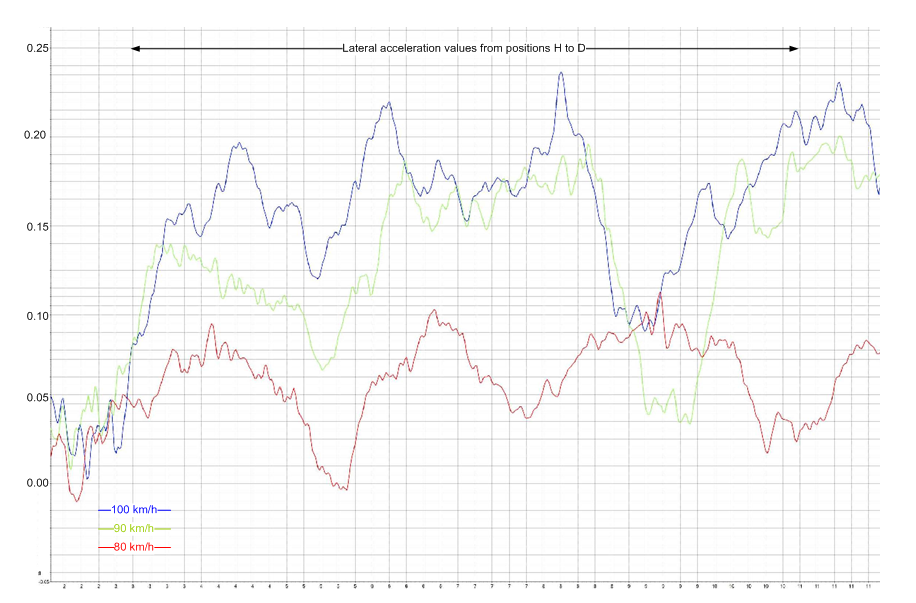 Lateral acceleration values from positions H to D
0.25
0.20
0.15
0.10
0.05
0.00
100 km/h
90 km/h
80 km/h